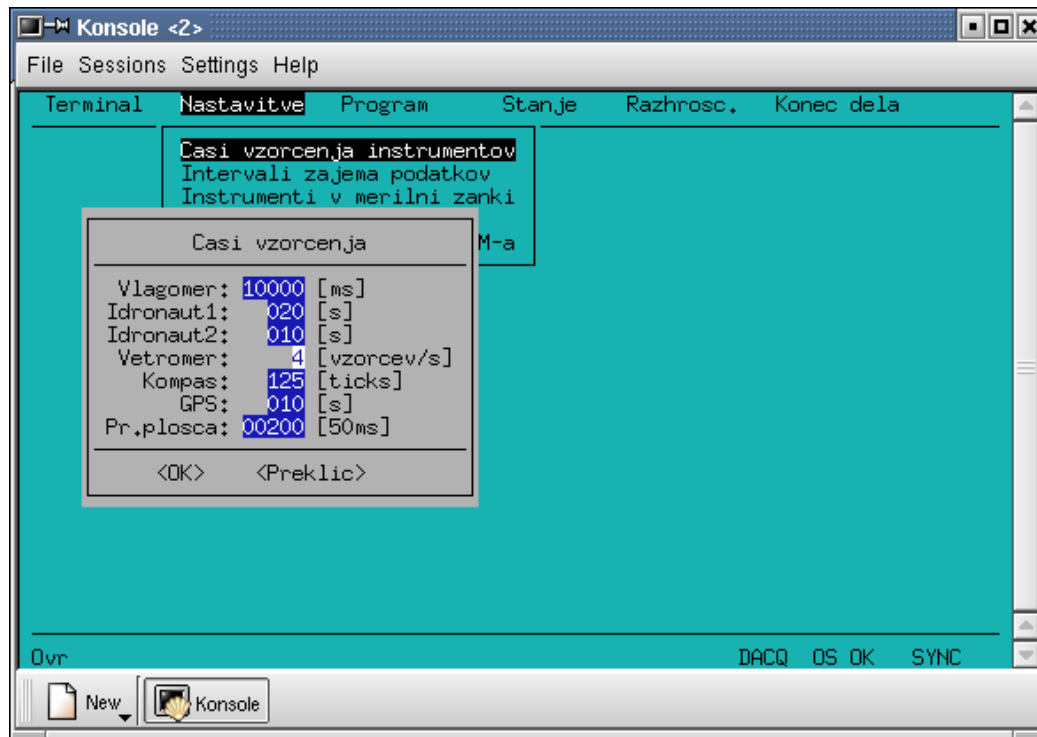 Konsole <2>
File Sessions Settings Help
Terminal Nastavitve Program Stanje Razhrosc. Konec dela
Casi vzorcenja instrumentov
Intervali zajema podatkov
Instrumenti v merilni zanki
M-a
Casi vzorcenja
Vlagomer: 10000 [ms]
Idronaut1: 020 [s]
Idronaut2: 010 [s]
Vetromer: 4 [vzorcev/s]
Kompas: 125 [ticks]
GPS: 010 [s]
Pr.plosca: 00200 [50ms]
<OK> <Preklic>
Ovr DACQ OS OK SYNC
New Konsole